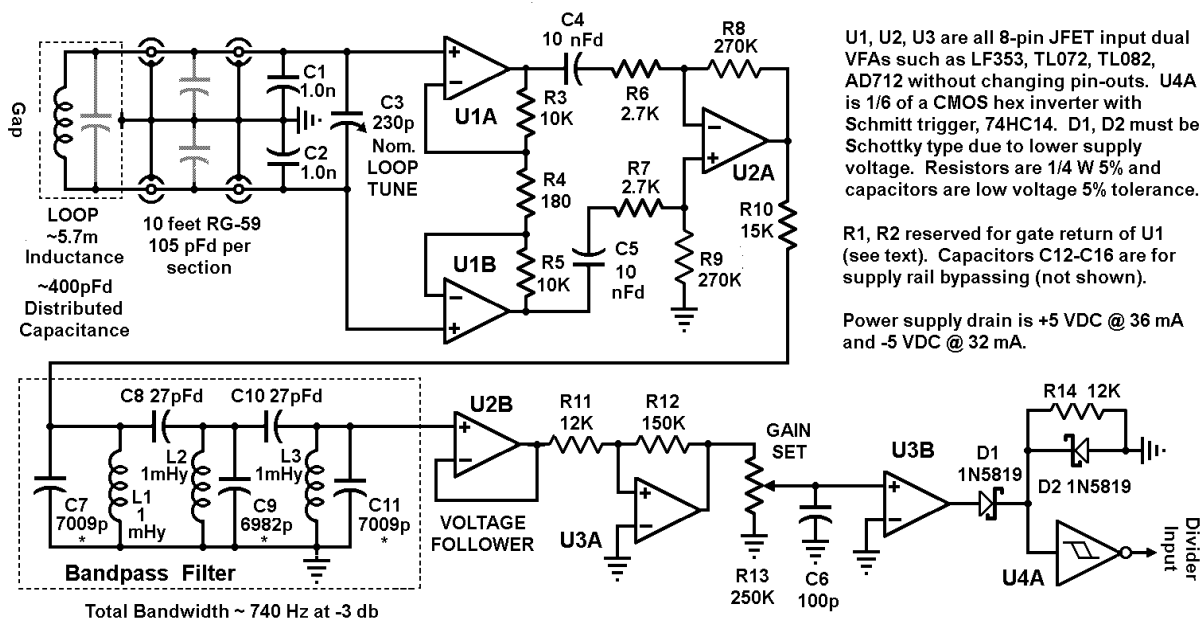 Gap
LOOP
~5.7m
Inductance
~400pFd
Distributed
Capacitance
10 feet RG-59
105 pFd per
section
C1
1.0n
C2
1.0n
C3
230p
Nom.
LOOP
TUNE
+
−
U1A
R3
10K
R4
180
U1B
R5
10K
−
+
C4
10 nFd
R6
2.7K
R7
2.7K
C5
10
nFd
R8
270K
−
+
U2A
R9
270K
R10
15K
U1, U2, U3 are all 8-pin JFET input dual
VFAs such as LF353, TL072, TL082,
AD712 without changing pin-outs. U4A
is 1/6 of a CMOS hex inverter with
Schmitt trigger, 74HC14. D1, D2 must be
Schottky type due to lower supply
voltage. Resistors are 1/4 W 5% and
capacitors are low voltage 5% tolerance.
R1, R2 reserved for gate return of U1
(see text). Capacitors C12-C16 are for
supply rail bypassing (not shown).
Power supply drain is +5 VDC @ 36 mA
and -5 VDC @ 32 mA.
C8 27pFd
C10 27pFd
C7
7009p
*
L1
1
mHy
L2
1mHy
C9
6982p
*
L3
1mHy
C11
7009p
*
Bandpass Filter
Total Bandwidth ~ 740 Hz at -3 db
U2B
+
−
VOLTAGE
FOLLOWER
R11
12K
R12
150K
+
−
U3A
GAIN
SET
R13
250K
C6
100p
U3B
+
−
D1
1N5819
R14 12K
D2 1N5819
U4A
Divider
Input